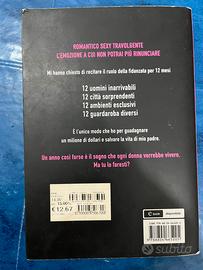 ROMANTICO SEXY TRAVOLGENTE
L'EMOZIONE A CUI NON POTRAI PIÙ RINUNCIARE
Mi hanno chiesto di recitare il ruolo della fidanzata per 12 mesi
12 uomini inarrivabili
12 città sorprendenti
12 ambienti esclusivi
12 guardaroba diversi
È l'unico modo che ho per guadagnare
un milione di dollari e salvare la vita di mio padre.
Un anno così forse è il sogno che ogni donna vorrebbe vivere.
Ma tu lo faresti?
15.00%
€ 12.67